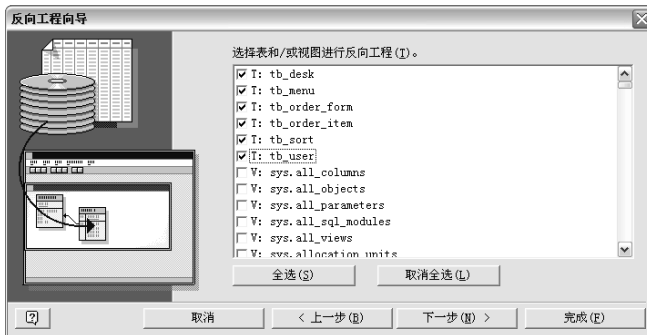 反向工程向导
选择表和/或视图进行反向工程(T)。
T: tb_desk
T: tb_menu
T: tb_order_form
T: tb_order_item
T: tb_sort
T: tb_user
V: sys.all_columns
V: sys.all_objects
V: sys.all_parameters
V: sys.all_sql_modules
V: sys.all_views
V: sys.allocation_units
全选(S) 取消全选(L)
取消 < 上一步(B) 下一步(N) > 完成(F)